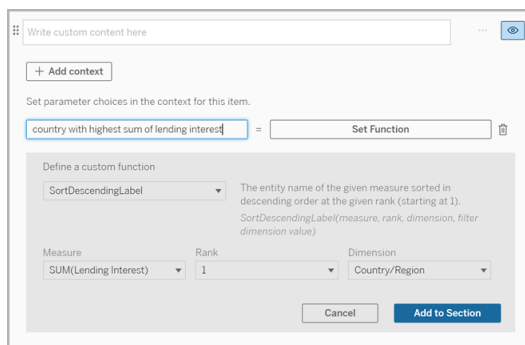 Write custom content here
+ Add context
Set parameter choices in the context for this item.
country with highest sum of lending interest = Set Function
Define a custom function
SortDescendingLabel
The entity name of the given measure sorted in
descending order at the given rank (starting at 1).
SortDescendingLabel(measure, rank, dimension, filter
dimension value)
Measure Rank Dimension
SUM(Lending Interest) 1 Country/Region
Cancel Add to Section